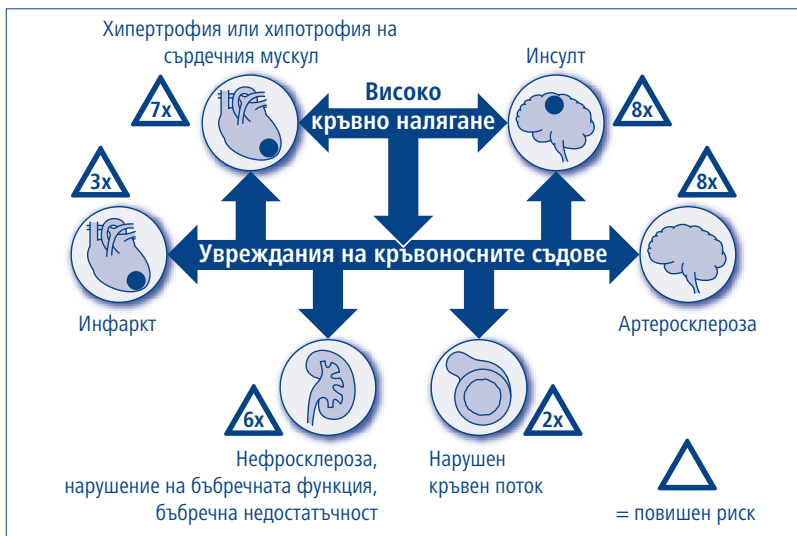 Хипертрофия или хипотрофия на
сърдечния мускул
Инсулт
7x
Високо
кръвно налягане
8x
3x
8x
Увреждания на кръвоносните съдове
Инфаркт
Артеросклероза
6x
2x
Нефросклероза,
нарушение на бъбречната функция,
бъбречна недостатъчност
Нарушен
кръвен поток
= повишен риск